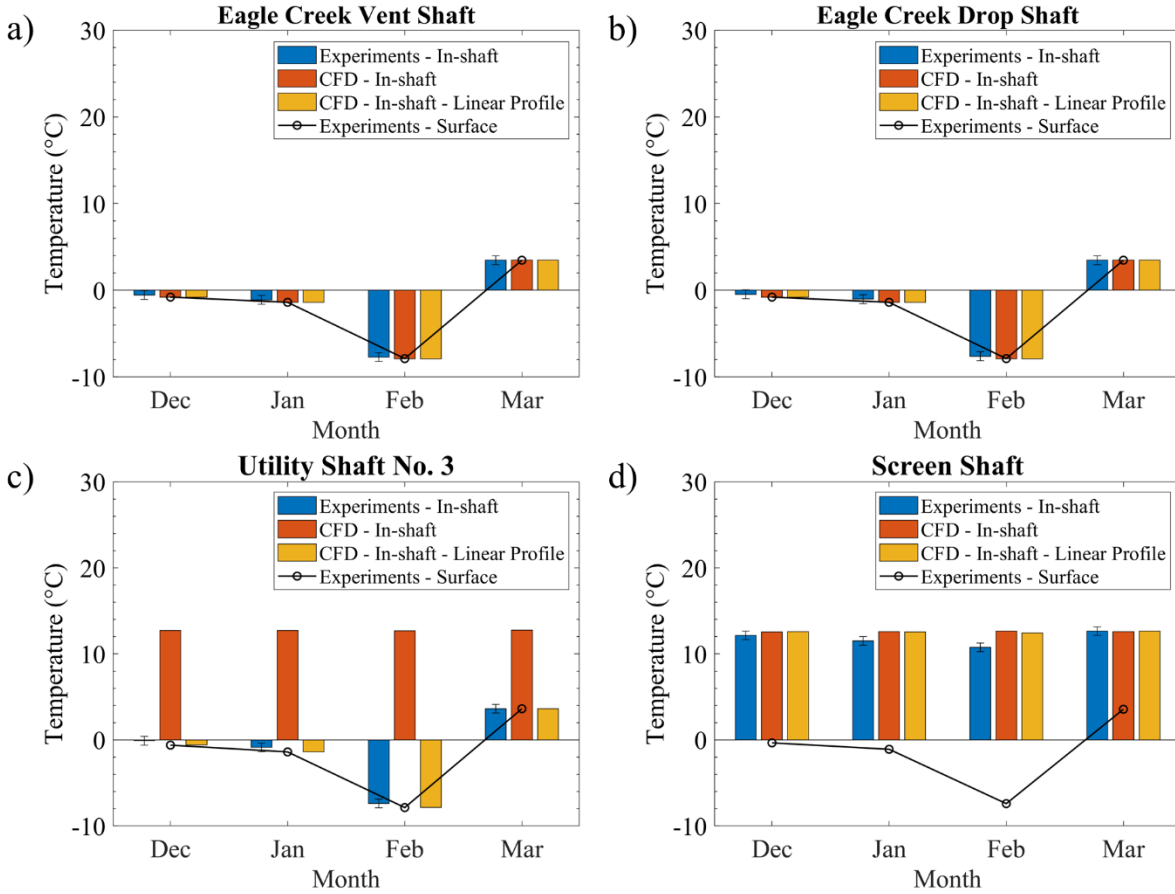 a)
Eagle Creek Vent Shaft
Experiments - In-shaft
CFD - In-shaft
CFD - In-shaft - Linear Profile
Experiments - Surface
Temperature (°C)
30
20
10
0
-10
Dec Jan Feb Mar
Month
b)
Eagle Creek Drop Shaft
Experiments - In-shaft
CFD - In-shaft
CFD - In-shaft - Linear Profile
Experiments - Surface
Temperature (°C)
30
20
10
0
-10
Dec Jan Feb Mar
Month
c)
Utility Shaft No. 3
Experiments - In-shaft
CFD - In-shaft
CFD - In-shaft - Linear Profile
Experiments - Surface
Temperature (°C)
30
20
10
0
-10
Dec Jan Feb Mar
Month
d)
Screen Shaft
Experiments - In-shaft
CFD - In-shaft
CFD - In-shaft - Linear Profile
Experiments - Surface
Temperature (°C)
30
20
10
0
-10
Dec Jan Feb Mar
Month